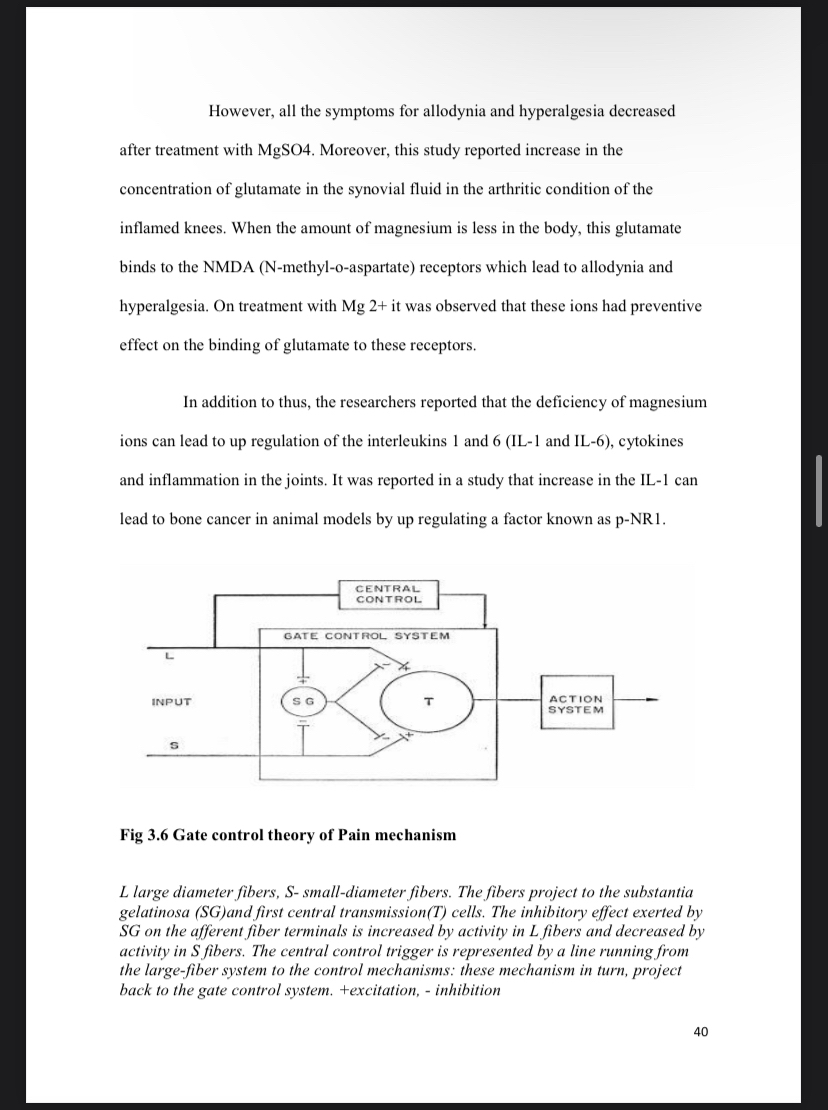 However, all the symptoms for allodynia and hyperalgesia decreased
after treatment with MgSO4. Moreover, this study reported increase in the
concentration of glutamate in the synovial fluid in the arthritic condition of the
inflamed knees. When the amount of magnesium is less in the body, this glutamate
binds to the NMDA (N-methyl-o-aspartate) receptors which lead to allodynia and
hyperalgesia. On treatment with Mg 2+ it was observed that these ions had preventive
effect on the binding of glutamate to these receptors.
In addition to thus, the researchers reported that the deficiency of magnesium
ions can lead to up regulation of the interleukins 1 and 6 (IL-1 and IL-6), cytokines
and inflammation in the joints. It was reported in a study that increase in the IL-1 can
lead to bone cancer in animal models by up regulating a factor known as p-NR1.
CENTRAL
CONTROL
GATE CONTROL SYSTEM
L
+
-
+
INPUT
S G
T
ACTION
SYSTEM
-
-
+
S
Fig 3.6 Gate control theory of Pain mechanism
L large diameter fibers, S- small-diameter fibers. The fibers project to the substantia
gelatinosa (SG)and first central transmission(T) cells. The inhibitory effect exerted by
SG on the afferent fiber terminals is increased by activity in L fibers and decreased by
activity in S fibers. The central control trigger is represented by a line running from
the large-fiber system to the control mechanisms: these mechanism in turn, project
back to the gate control system. +excitation, - inhibition
40